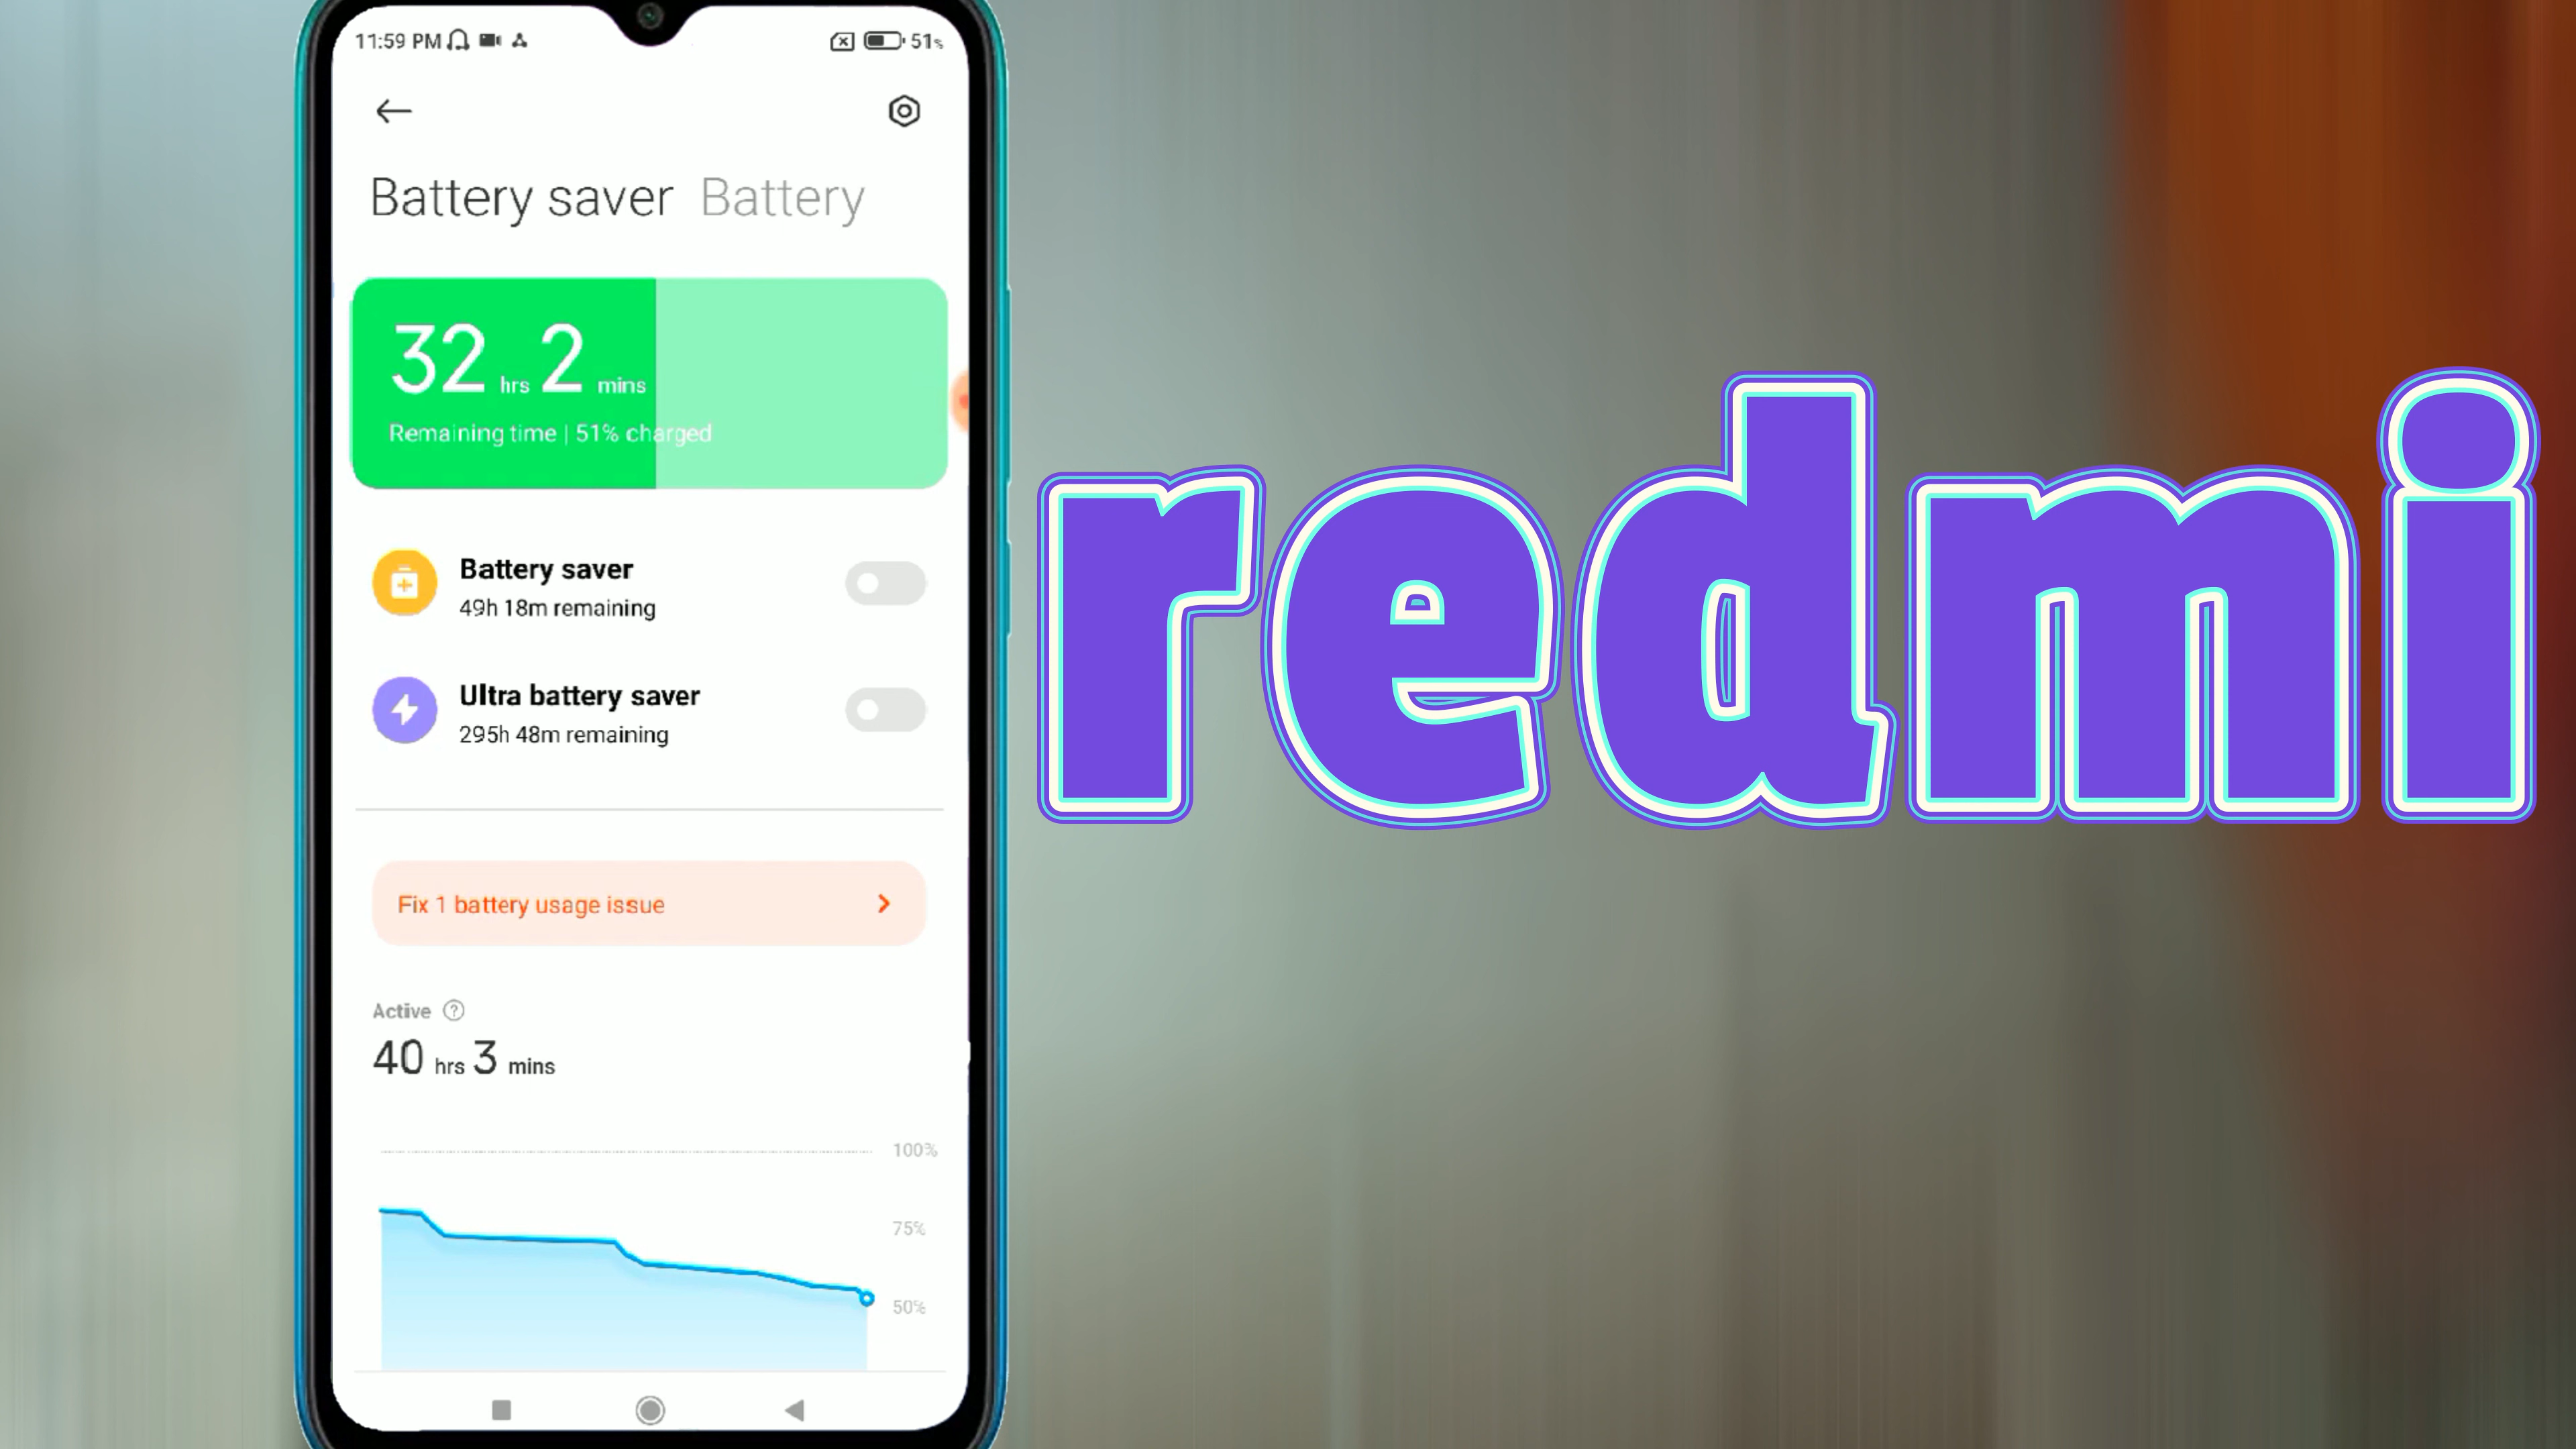 11:59 PM 51%
Battery saver Battery
32 hrs 2 mins
Remaining time | 51% charged
Battery saver
49h 18m remaining
Ultra battery saver
295h 48m remaining
Fix 1 battery usage issue
Active ?
40 hrs 3 mins
100%
75%
50%
redmi